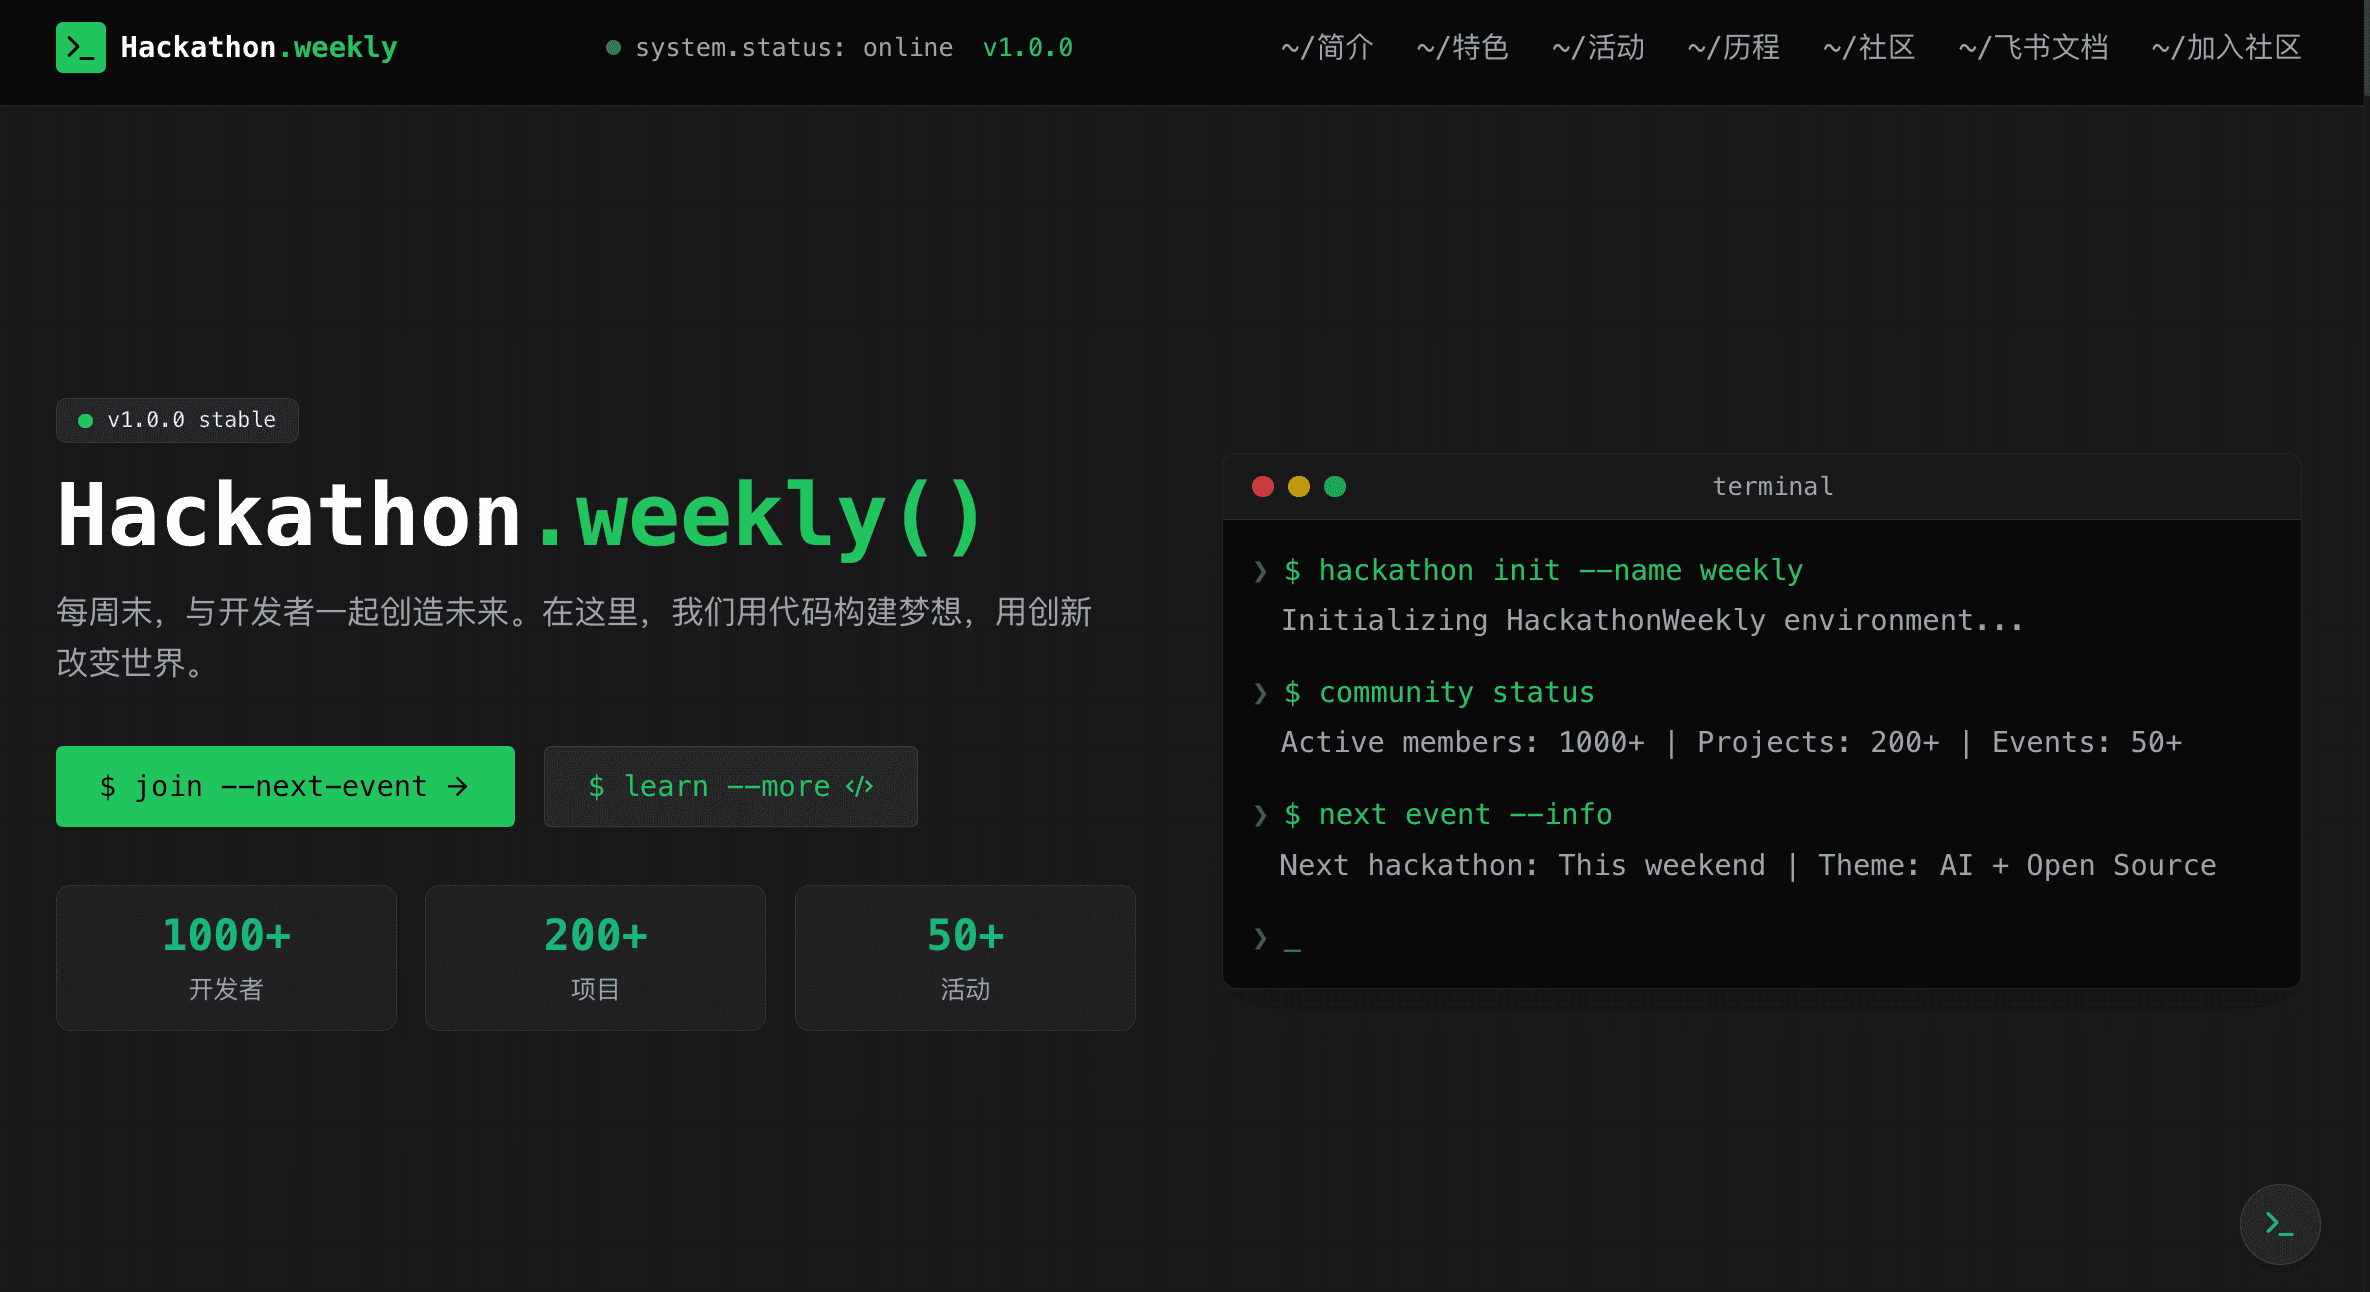 Hackathon.weekly
system.status: online v1.0.0
~/简介 ~/特色 ~/活动 ~/历程 ~/社区 ~/飞书文档 ~/加入社区
v1.0.0 stable
Hackathon.weekly()
每周末，与开发者一起创造未来。在这里，我们用代码构建梦想，用创新
改变世界。
$ join --next-event →
$ learn --more </>
1000+
开发者
200+
项目
50+
活动
terminal
❯ $ hackathon init --name weekly
Initializing HackathonWeekly environment...
❯ $ community status
Active members: 1000+ | Projects: 200+ | Events: 50+
❯ $ next event --info
Next hackathon: This weekend | Theme: AI + Open Source
❯ _